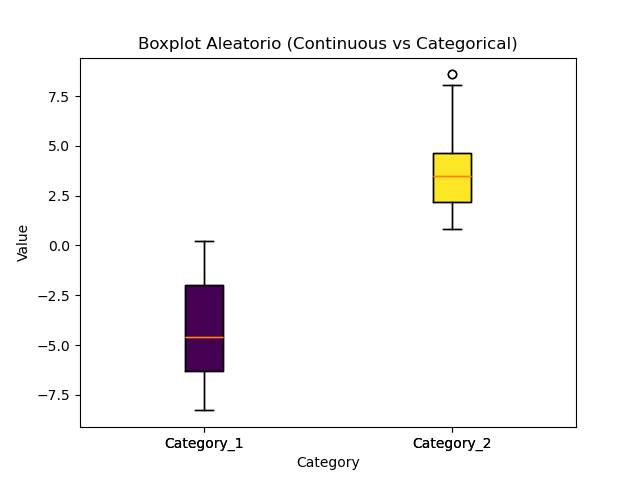 Boxplot Aleatorio (Continuous vs Categorical)
7.5
5.0
2.5
0.0
−2.5
−5.0
−7.5
Value
Category_1 Category_2
Category